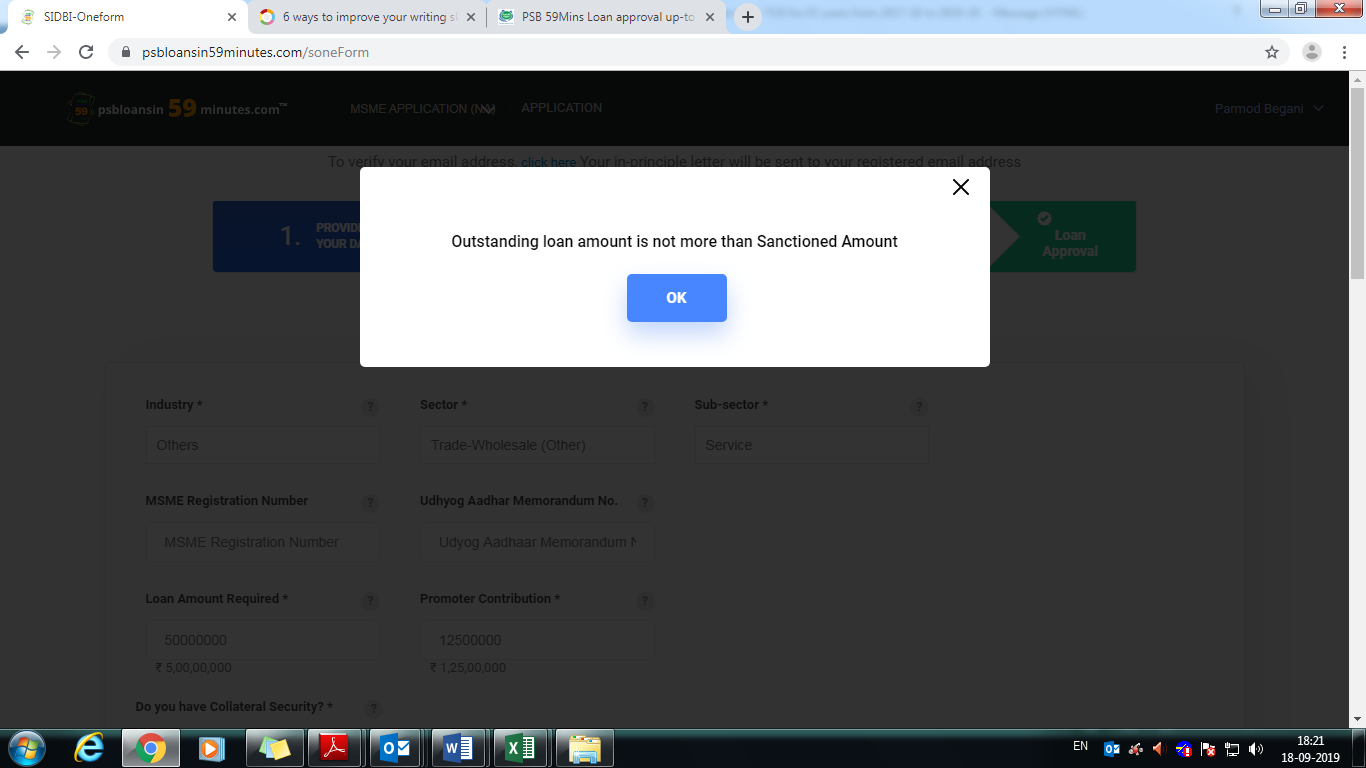 SIDBI-Oneform
6 ways to improve your writing sk
PSB 59Mins Loan approval up-to
psbloansin59minutes.com/soneForm
psbloansin 59 minutes.com™
MSME APPLICATION
APPLICATION
Parmod Begani
To verify your email address, click here Your in-principle letter will be sent to your registered email address
1.
PROVIDE
YOUR DA
Loan
Approval
Outstanding loan amount is not more than Sanctioned Amount
OK
Industry *
?
Sector *
?
Sub-sector *
?
Others
Trade-Wholesale (Other)
Service
MSME Registration Number
?
Udhyog Aadhar Memorandum No.
?
MSME Registration Number
Udyog Aadhaar Memorandum N
Loan Amount Required *
?
Promoter Contribution *
?
50000000
12500000
₹ 5,00,00,000
₹ 1,25,00,000
Do you have Collateral Security? *
?
EN
18:21
18-09-2019